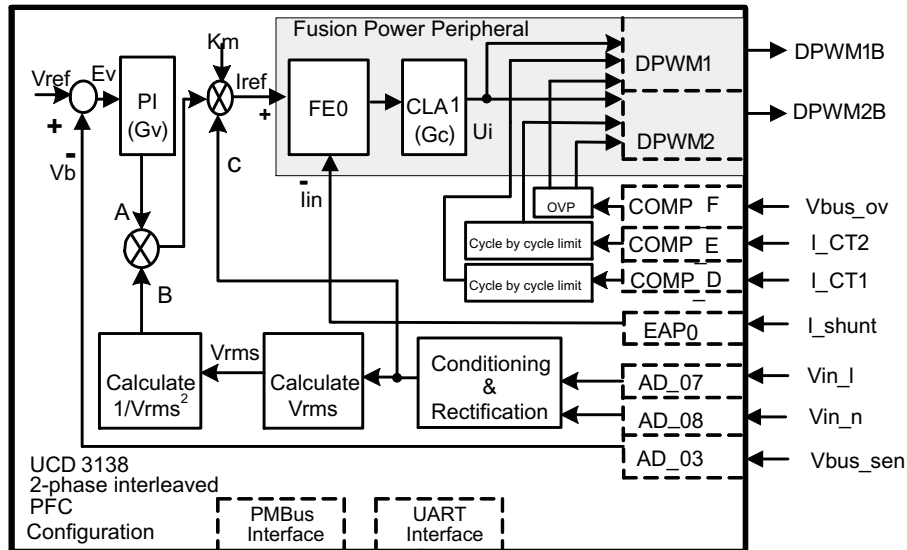 Fusion Power Peripheral
Km
Vref
Ev
Iref
+
+
-
Vb
PI
(Gv)
FE0
CLA1
(Gc)
Ui
DPWM1
DPWM2
DPWM1B
DPWM2B
C
-
Iin
A
B
OVP
COMP_F
Vbus_ov
Cycle by cycle limit
COMP_E
I_CT2
Cycle by cycle limit
COMP_D
I_CT1
EAP0
I_shunt
Calculate
1/Vrms²
Vrms
Calculate
Vrms
Conditioning
&
Rectification
AD_07
Vin_l
AD_08
Vin_n
AD_03
Vbus_sen
UCD 3138
2-phase interleaved
PFC
Configuration
PMBus
Interface
UART
Interface